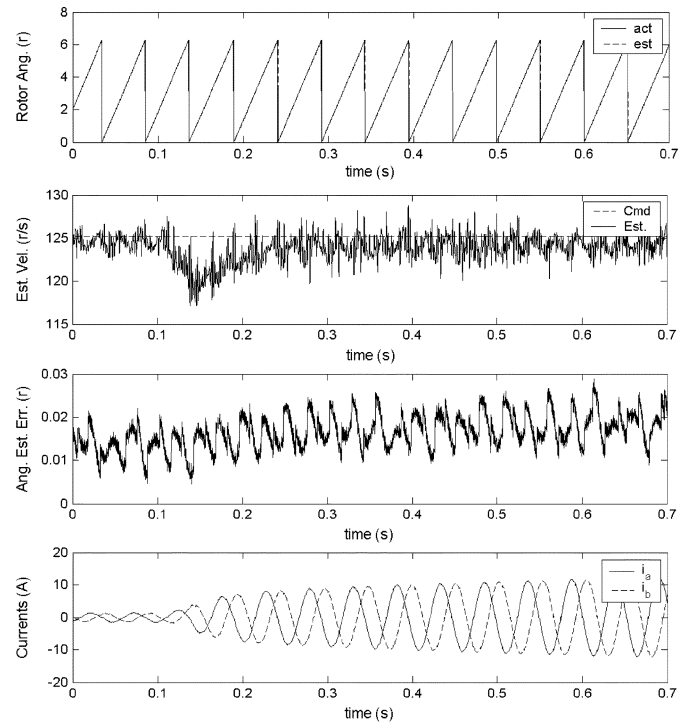 Rotor Ang. (r)
8
6
4
2
0
act
est
0 0.1 0.2 0.3 0.4 0.5 0.6 0.7
time (s)
Est. Vel. (r/s)
130
125
120
115
Cmd
Est.
0 0.1 0.2 0.3 0.4 0.5 0.6 0.7
time (s)
Ang. Est. Err. (r)
0.03
0.02
0.01
0
0 0.1 0.2 0.3 0.4 0.5 0.6 0.7
time (s)
Currents (A)
20
10
0
-10
-20
i_a
i_b
0 0.1 0.2 0.3 0.4 0.5 0.6 0.7
time (s)